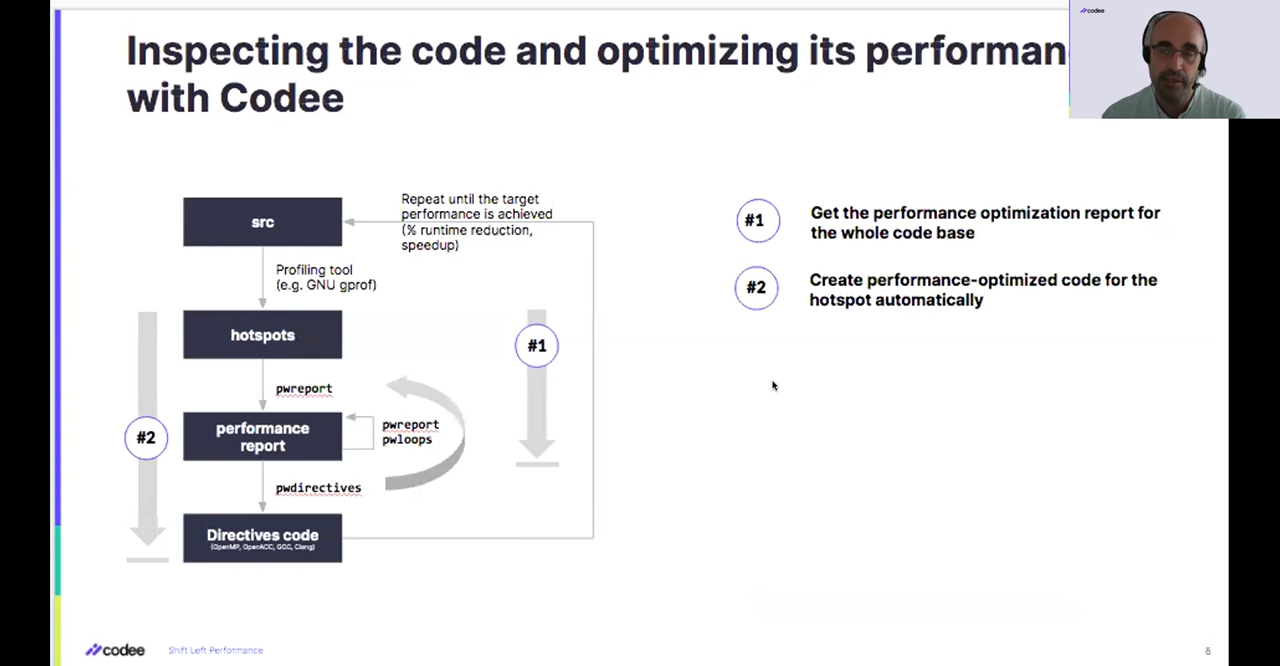 Inspecting the code and optimizing its performan
with Codee
codee
src
Repeat until the target
performance is achieved
(% runtime reduction,
speedup)
Profiling tool
(e.g. GNU gprof)
hotspots
#1
pwreport
performance
report
pwreport
pwloops
#2
pwdirectives
Directives code
(OpenMP, OpenACC, GCC, Clang)
#1
Get the performance optimization report for
the whole code base
#2
Create performance-optimized code for the
hotspot automatically
codee
Shift Left Performance
6